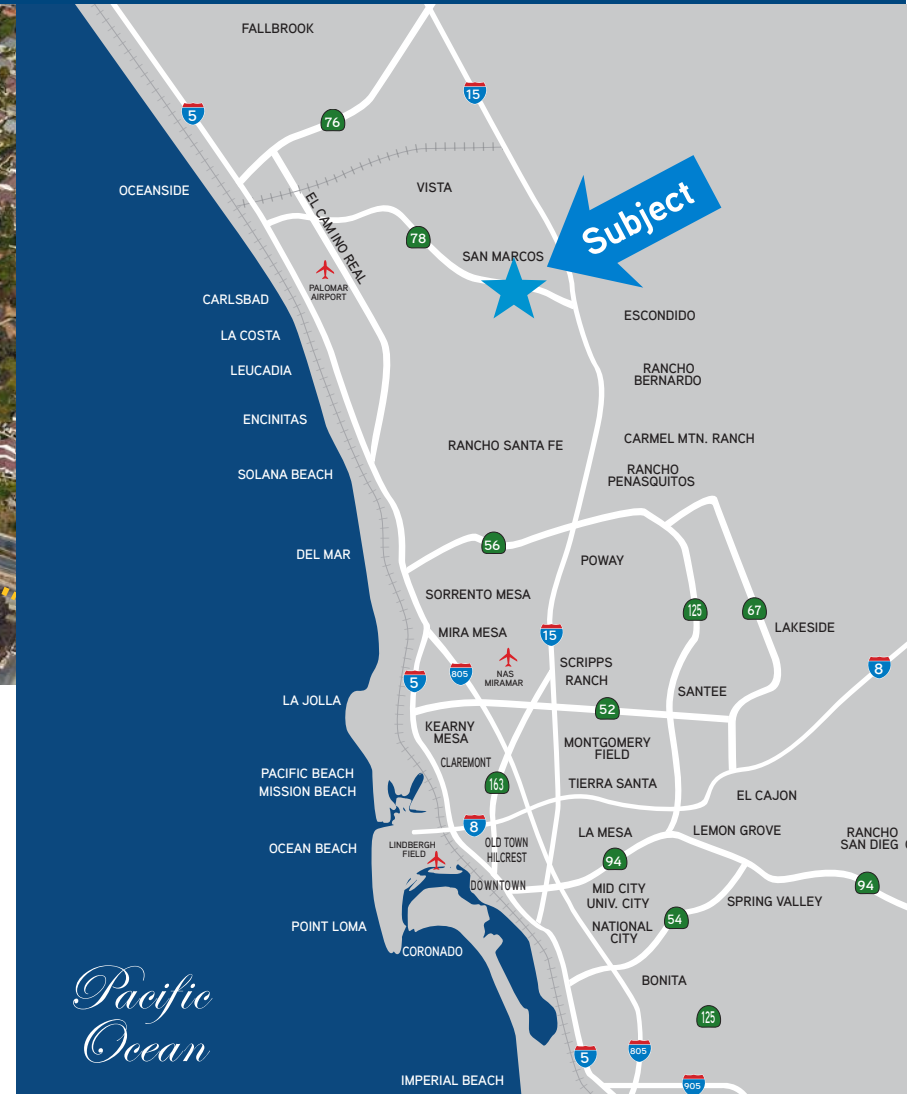 FALLBROOK
15
5
76
OCEANSIDE
VISTA
EL CAM INO REAL
Subject
78
SAN MARCOS
PALOMAR
AIRPORT
CARLSBAD
ESCONDIDO
LA COSTA
LEUCADIA
RANCHO
BERNARDO
ENCINITAS
RANCHO SANTA FE
CARMEL MTN. RANCH
SOLANA BEACH
RANCHO
PENASQUITOS
56
DEL MAR
POWAY
SORRENTO MESA
125
67
MIRA MESA
15
LAKESIDE
NAS
MIRAMAR
SCRIPPS
RANCH
8
5
805
SANTEE
LA JOLLA
52
KEARNY
MESA
MONTGOMERY
FIELD
CLAREMONT
PACIFIC BEACH
MISSION BEACH
163
TIERRA SANTA
EL CAJON
8
LA MESA
LEMON GROVE
RANCHO
SAN DIEG O
OCEAN BEACH
LINDBERGH
FIELD
OLD TOWN
HILCREST
94
DOWNTOWN
MID CITY
UNIV. CITY
94
SPRING VALLEY
54
POINT LOMA
NATIONAL
CITY
CORONADO
BONITA
Pacific
Ocean
125
5
805
IMPERIAL BEACH
905